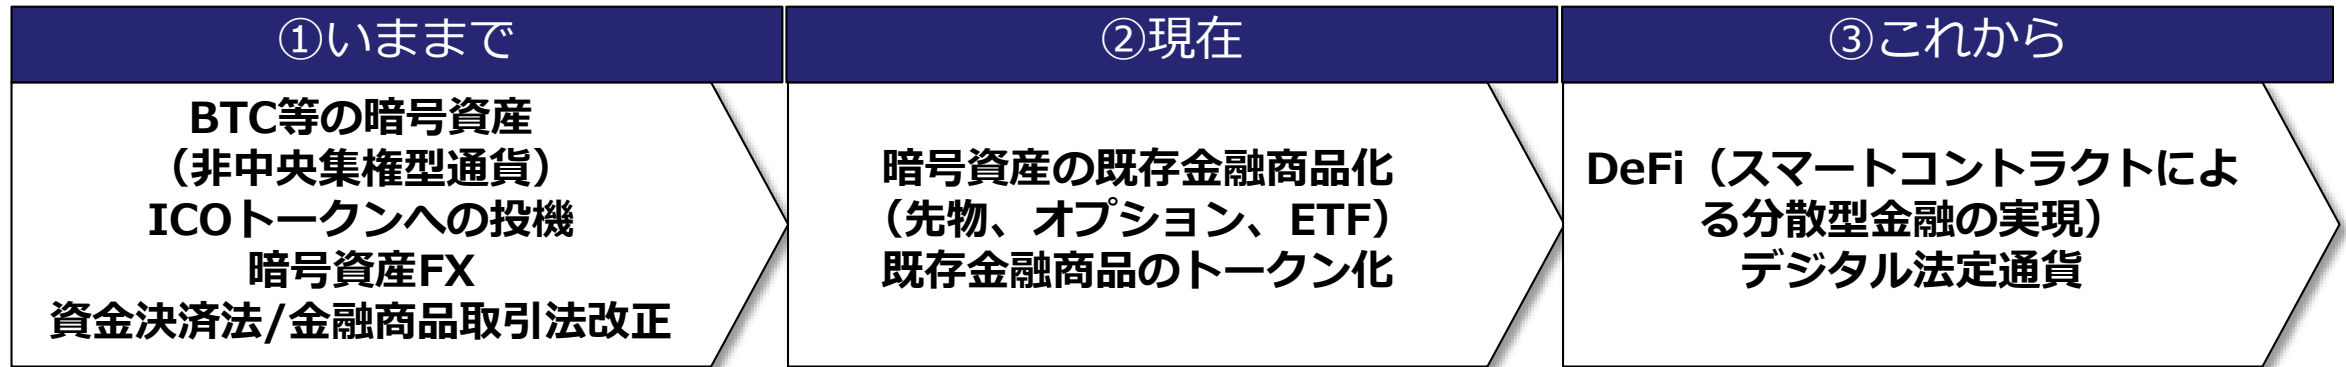 ①いままで
BTC等の暗号資産
（非中央集権型通貨）
ICOトークンへの投機
暗号資産FX
資金決済法/金融商品取引法改正
②現在
暗号資産の既存金融商品化
（先物、オプション、ETF）
既存金融商品のトークン化
③これから
DeFi（スマートコントラクトによ
る分散型金融の実現）
デジタル法定通貨